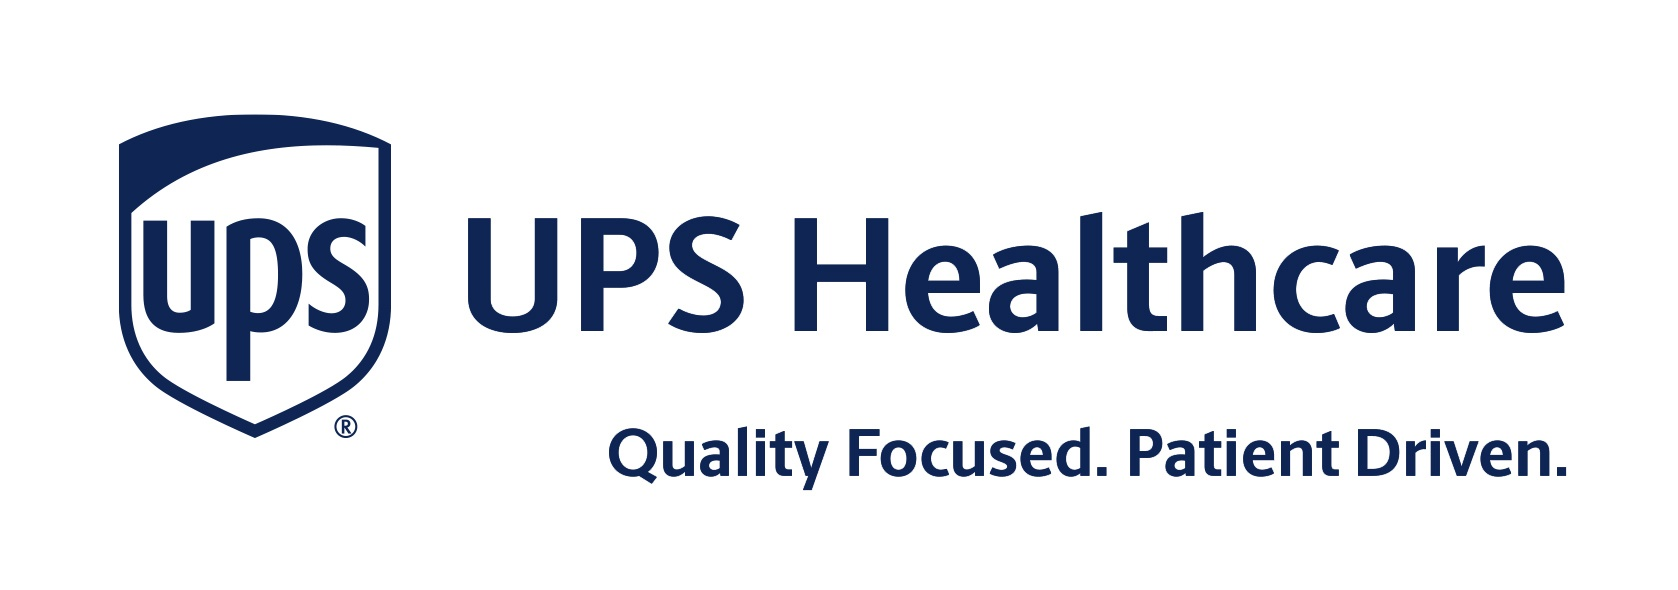 ups
®
UPS Healthcare
Quality Focused. Patient Driven.